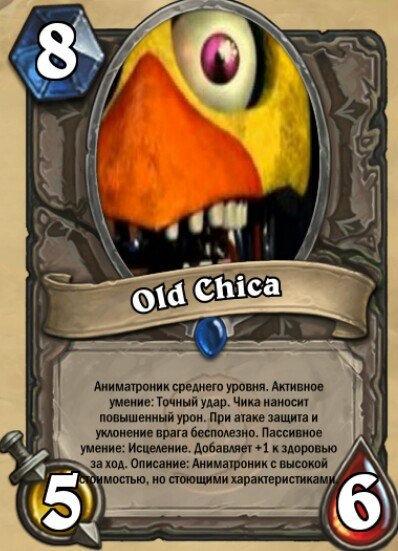 8
Old Chica
Аниматроник среднего уровня. Активное
умение: Точный удар. Чика наносит
повышенный урон. При атаке защита и
уклонение врага бесполезно. Пассивное
умение: Исцеление. Добавляет +1 к здоровью
за ход. Описание: Аниматроник с высокой
стоимостью, но стоющими характеристиками.
5
6